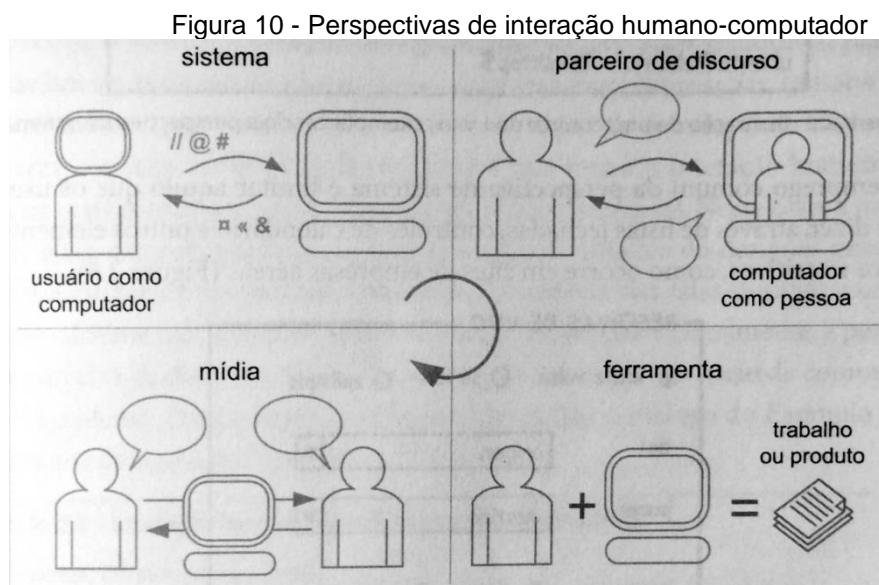 Figura 10 - Perspectivas de interação humano-computador
sistema
// @ #
¤ « &
usuário como
computador
parceiro de discurso
computador
como pessoa
mídia
ferramenta
+
=
trabalho
ou produto